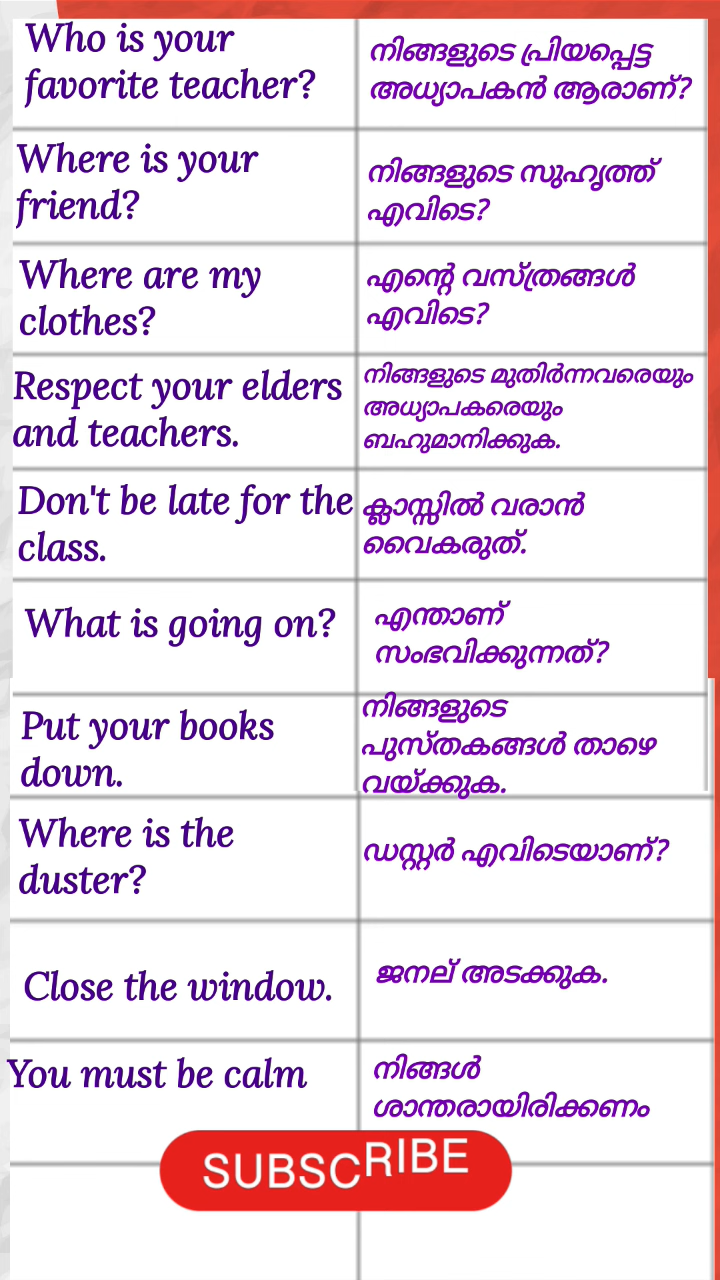 Who is your
favorite teacher?
നിങ്ങളുടെ പ്രിയപ്പെട്ട
അധ്യാപകൻ ആരാണ്?
Where is your
friend?
നിങ്ങളുടെ സുഹൃത്ത്
എവിടെ?
Where are my
clothes?
എന്റെ വസ്ത്രങ്ങൾ
എവിടെ?
Respect your elders
and teachers.
നിങ്ങളുടെ മുതിർന്നവരെയും
അധ്യാപകരെയും
ബഹുമാനിക്കുക.
Don't be late for the
class.
ക്ലാസ്സിൽ വരാൻ
വൈകരുത്.
What is going on?
എന്താണ്
സംഭവിക്കുന്നത്?
Put your books
down.
നിങ്ങളുടെ
പുസ്തകങ്ങൾ താഴെ
വയ്ക്കുക.
Where is the
duster?
ഡസ്റ്റർ എവിടെയാണ്?
Close the window.
ജനല് അടക്കുക.
You must be calm
നിങ്ങൾ
ശാന്തരായിരിക്കണം
SUBSCRIBE